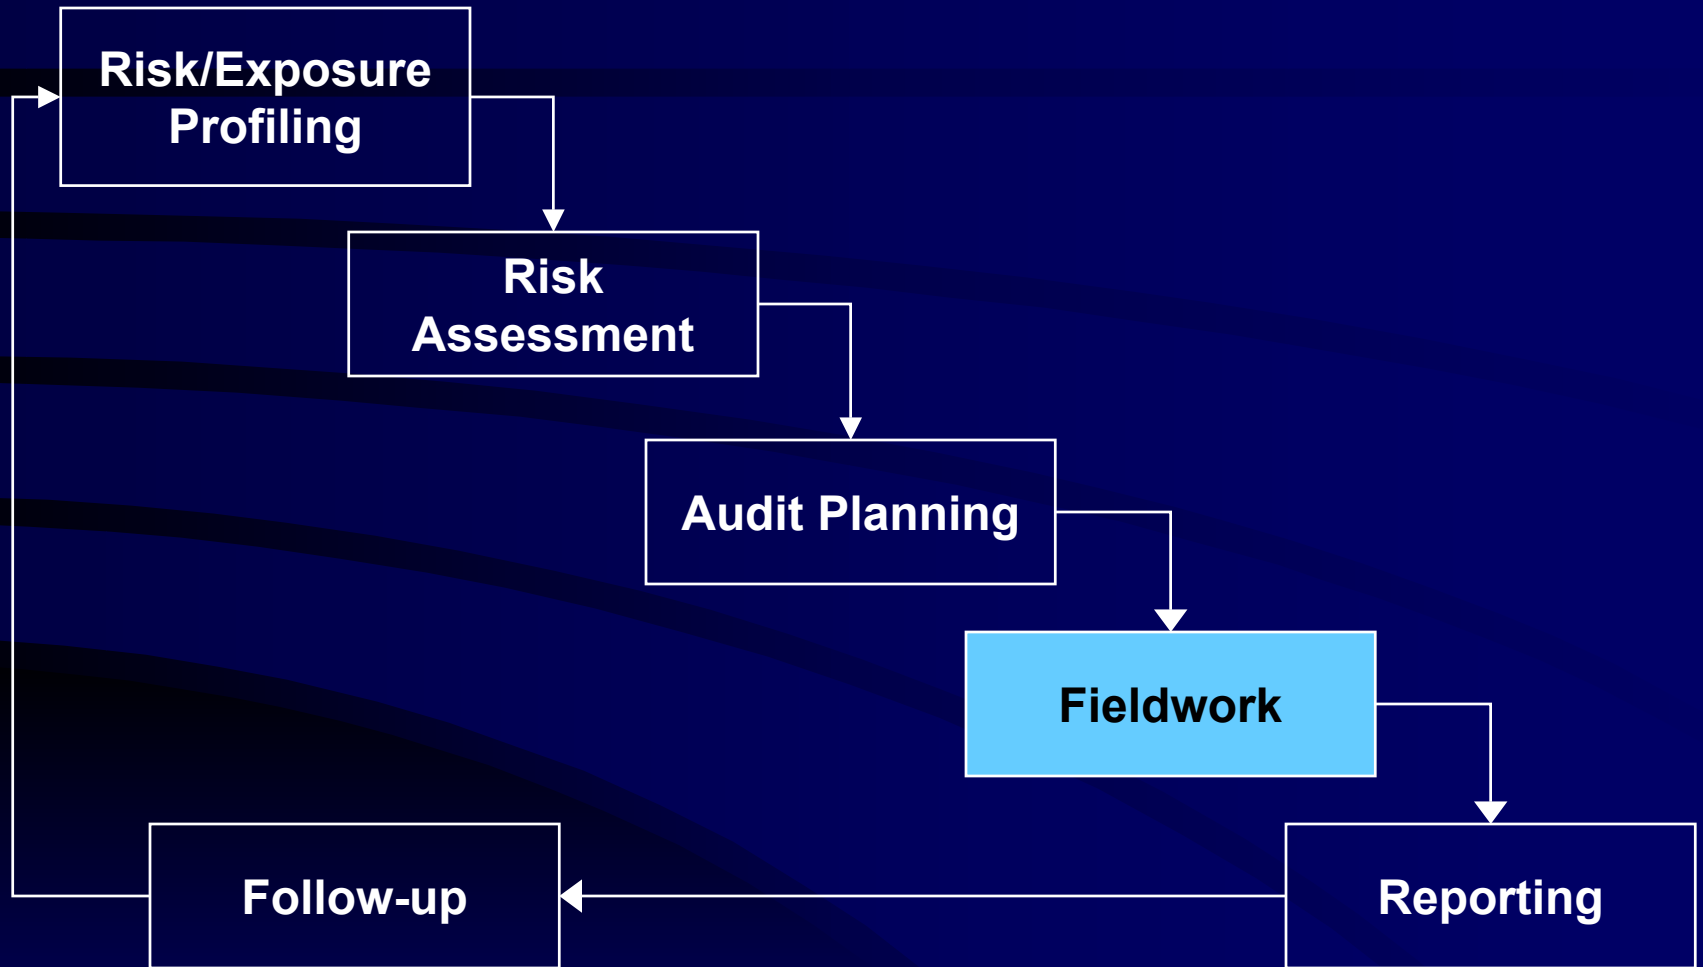 Risk/Exposure
Profiling
Risk
Assessment
Audit Planning
Fieldwork
Follow-up
Reporting